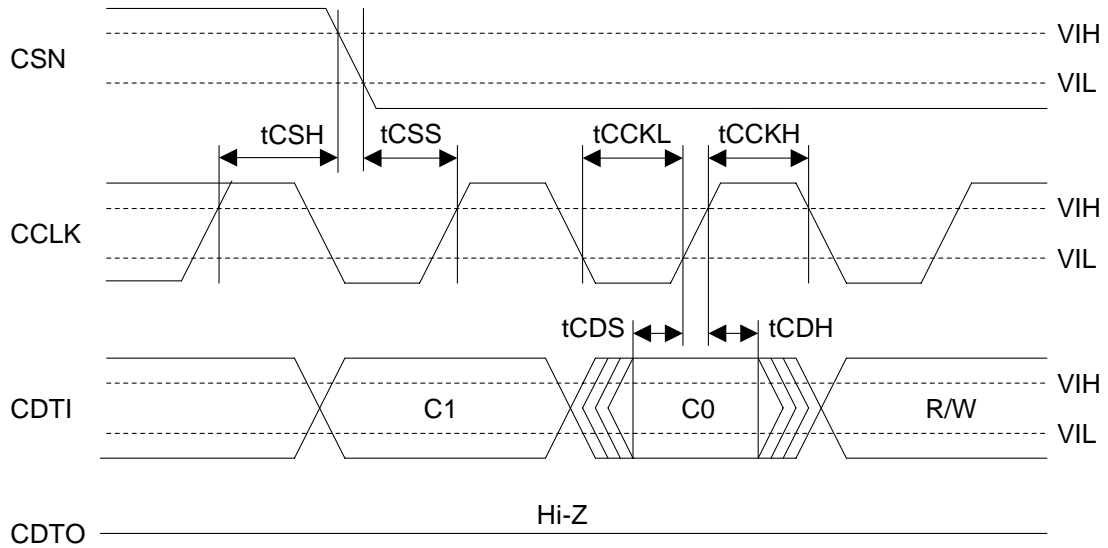 CSN
VIH
VIL
tCSH
tCSS
tCCKL
tCCKH
CCLK
VIH
VIL
tCDS
tCDH
CDTI
C1
C0
R/W
VIH
VIL
CDTO
Hi-Z